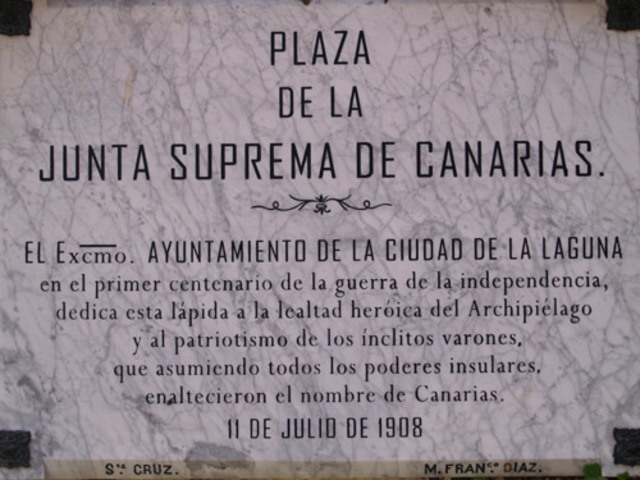 PLAZA
DE LA
JUNTA SUPREMA DE CANARIAS.
EL Excmo. AYUNTAMIENTO DE LA CIUDAD DE LA LAGUNA
en el primer centenario de la guerra de la independencia,
dedica esta lápida a la lealtad heróica del Archipiélago
y al patriotismo de los ínclitos varones,
que asumiendo todos los poderes insulares,
enaltecieron el nombre de Canarias.
11 DE JULIO DE 1908
Sta. CRUZ. M. FRANco. DIAZ.